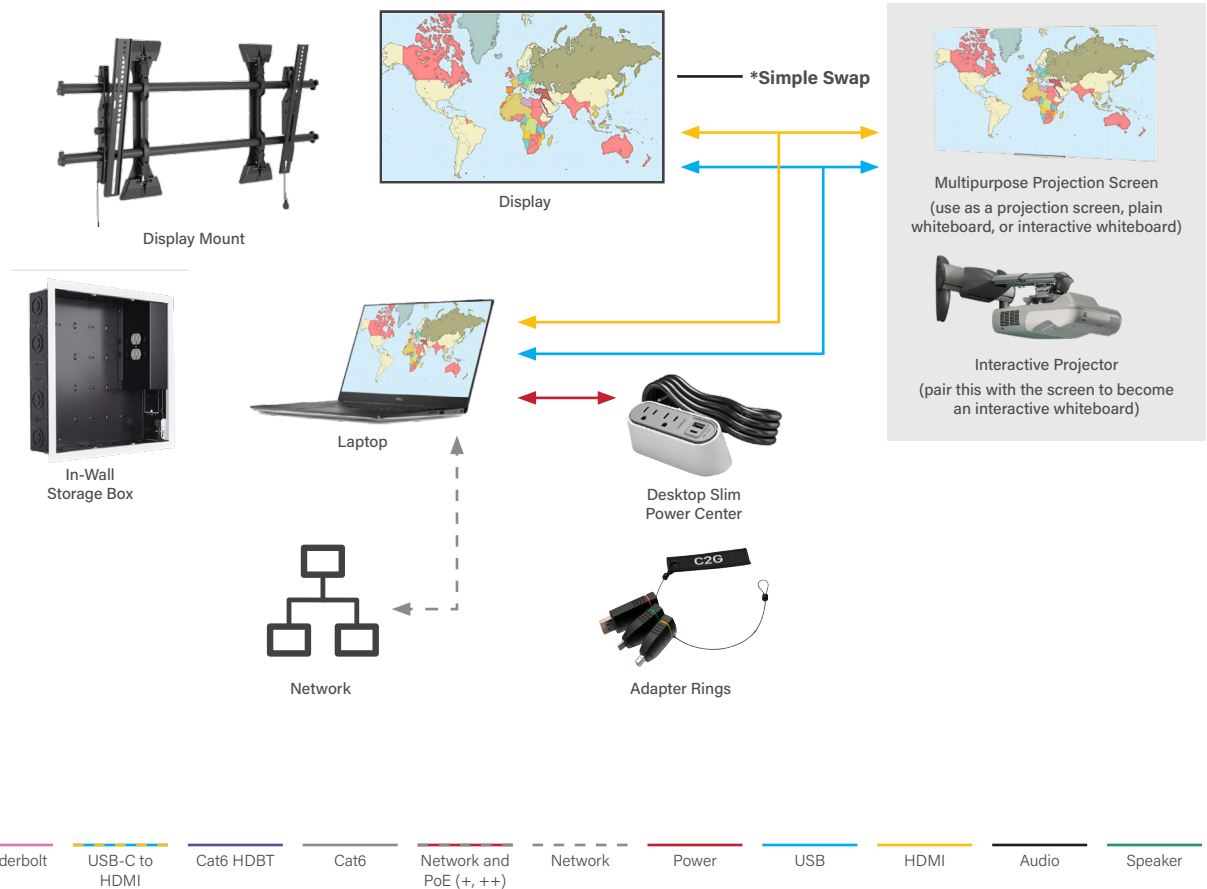 *Simple Swap
Display
Display Mount
Multipurpose Projection Screen
(use as a projection screen, plain
whiteboard, or interactive whiteboard)
Interactive Projector
(pair this with the screen to become
an interactive whiteboard)
In-Wall
Storage Box
Laptop
Desktop Slim
Power Center
C2G
Network
Adapter Rings
derbolt
USB-C to
HDMI
Cat6 HDBT
Cat6
Network and
PoE (+, ++)
Network
Power
USB
HDMI
Audio
Speaker